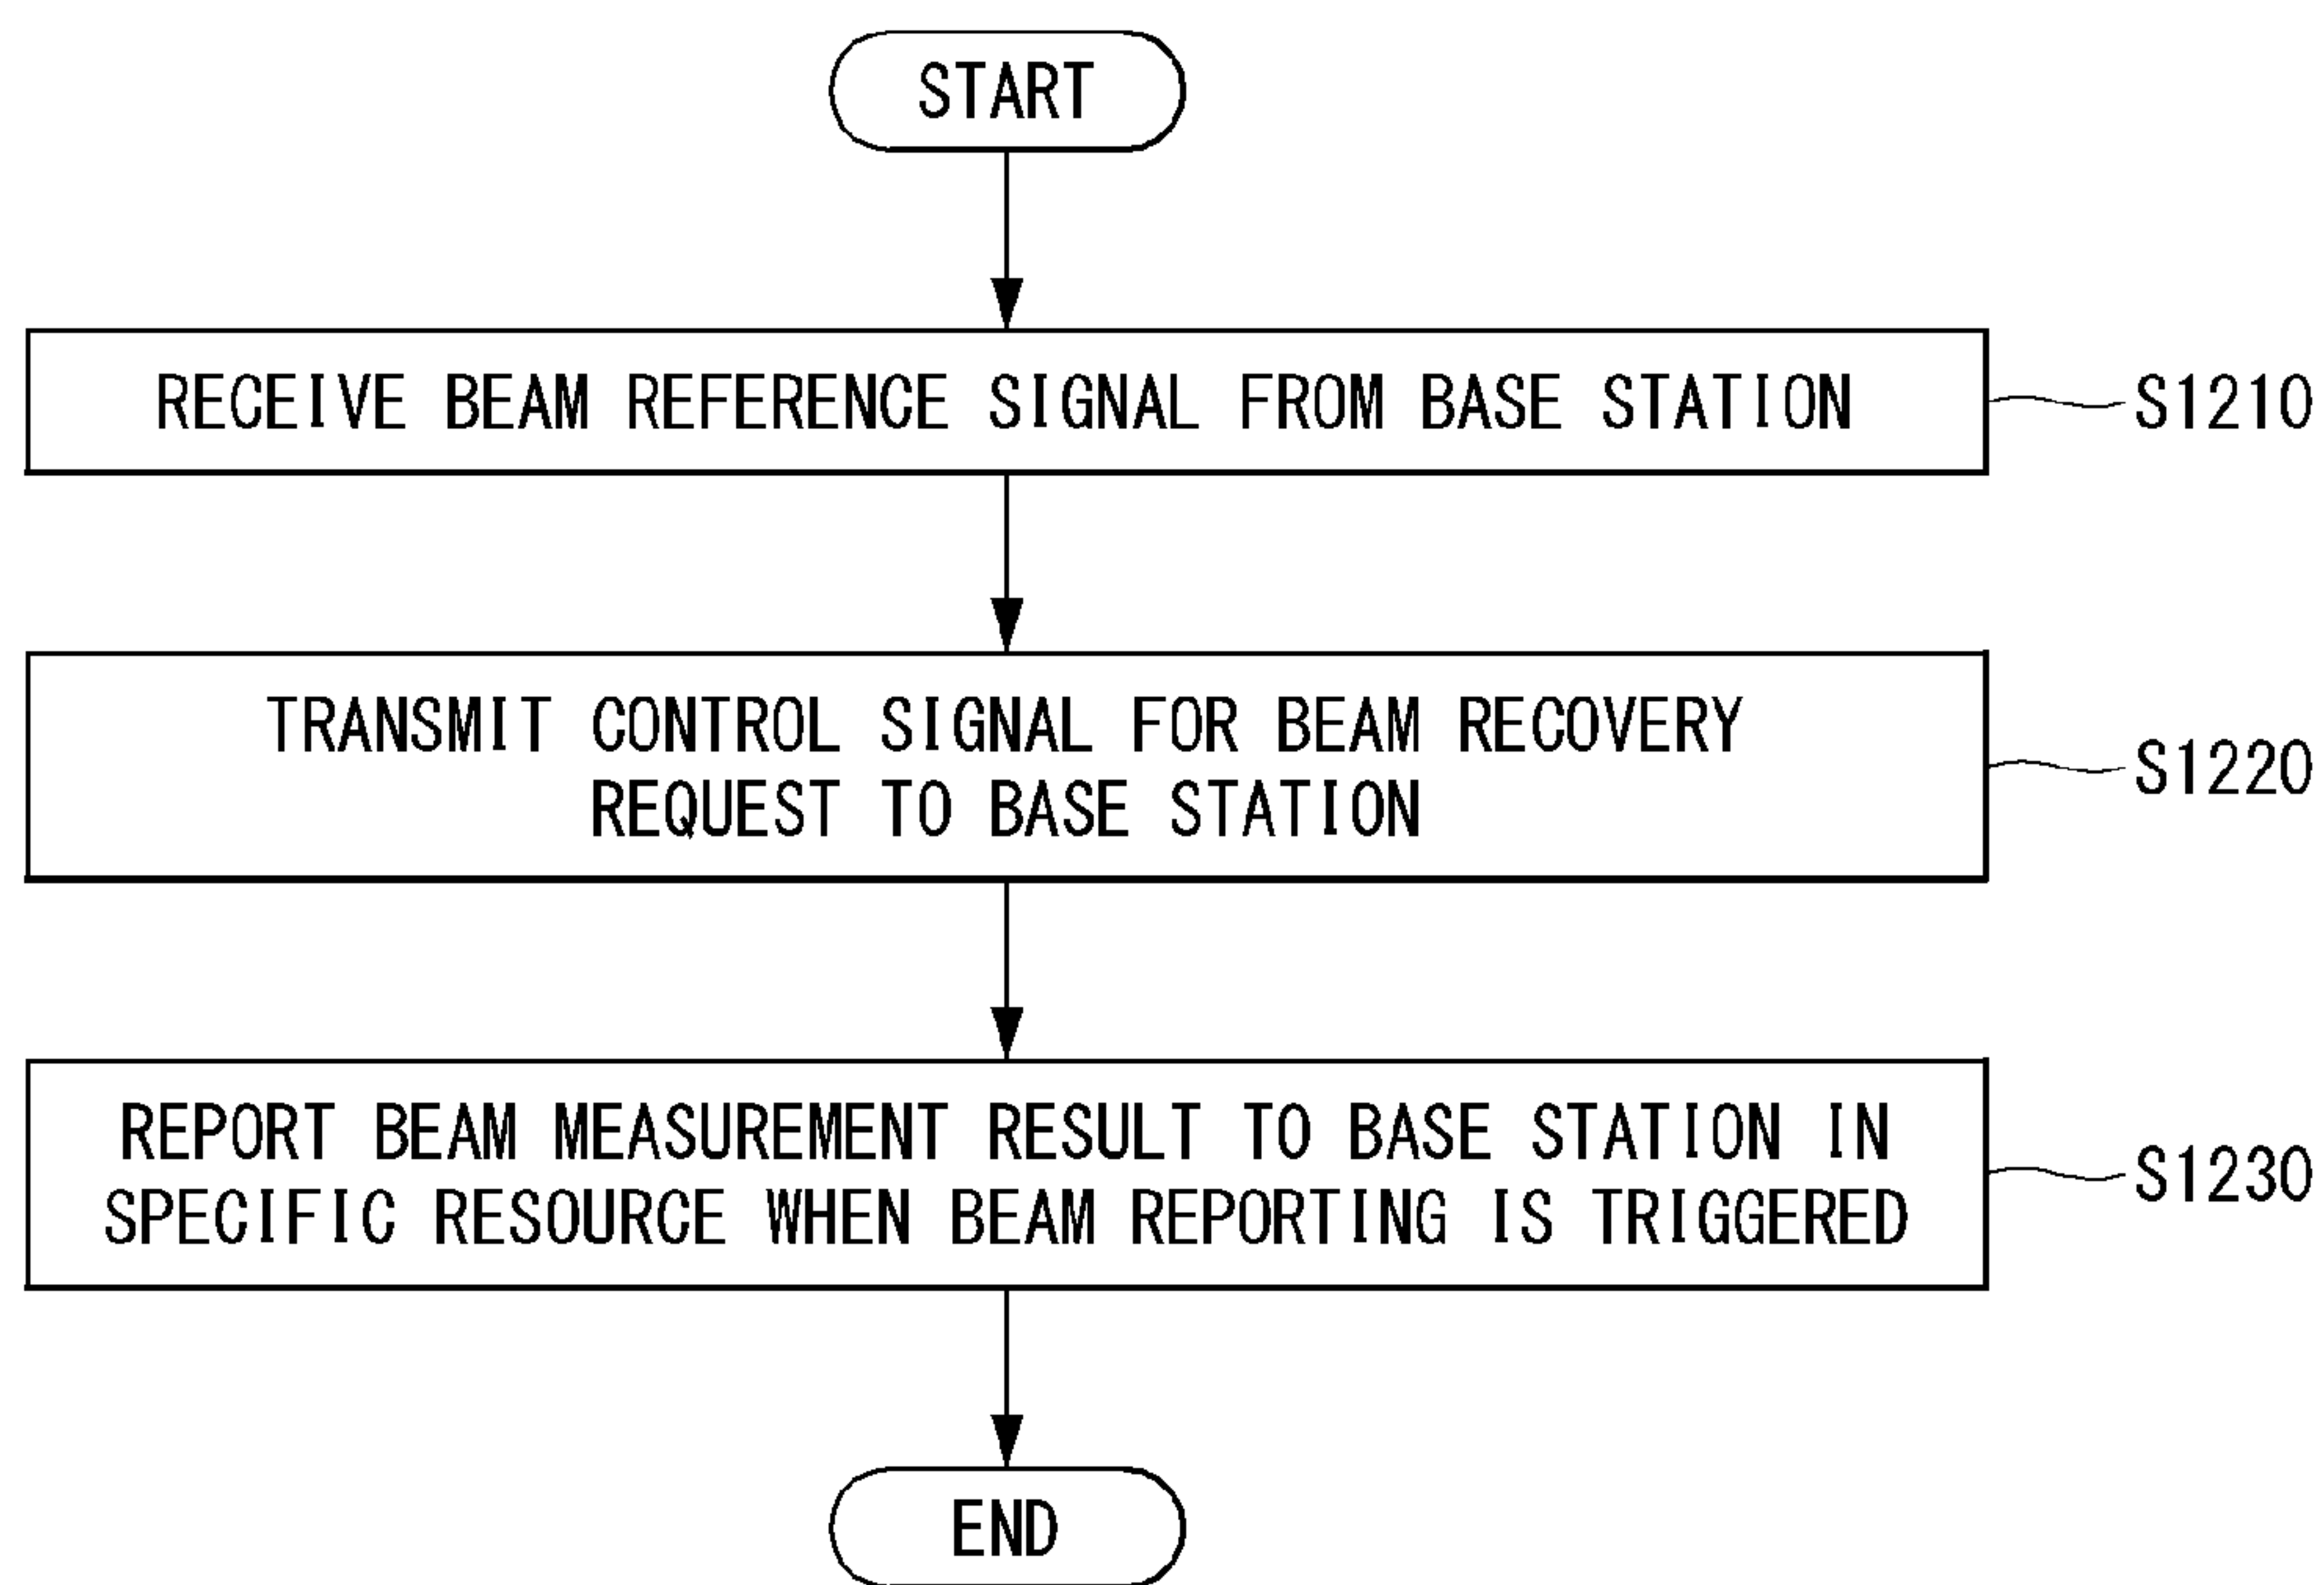 START
RECEIVE BEAM REFERENCE SIGNAL FROM BASE STATION
S1210
TRANSMIT CONTROL SIGNAL FOR BEAM RECOVERY
REQUEST TO BASE STATION
S1220
REPORT BEAM MEASUREMENT RESULT TO BASE STATION IN
SPECIFIC RESOURCE WHEN BEAM REPORTING IS TRIGGERED
S1230
END